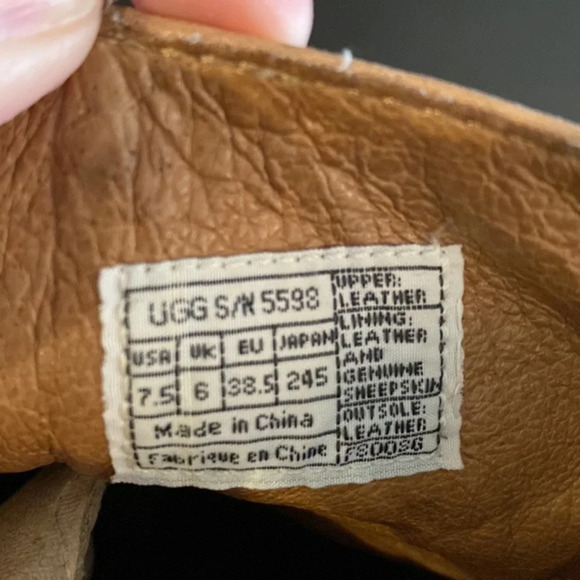 UGG S/N 5598
USA UK EU JAPAN
7.5 6 38.5 245
Made in China
Fabrique en Chine
UPPER:
LEATHER
LINING:
LEATHER
AND
GENUINE
SHEEPSKIN
OUTSOLE:
LEATHER